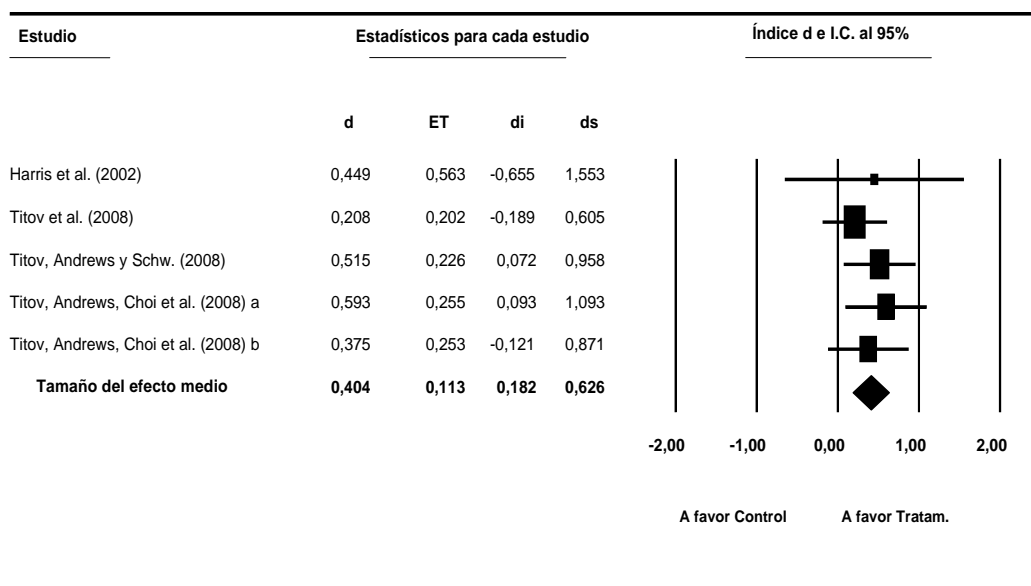 Estudio Estadísticos para cada estudio Índice d e I.C. al 95%
d ET di ds
Harris et al. (2002) 0,449 0,563 -0,655 1,553
Titov et al. (2008) 0,208 0,202 -0,189 0,605
Titov, Andrews y Schw. (2008) 0,515 0,226 0,072 0,958
Titov, Andrews, Choi et al. (2008) a 0,593 0,255 0,093 1,093
Titov, Andrews, Choi et al. (2008) b 0,375 0,253 -0,121 0,871
Tamaño del efecto medio 0,404 0,113 0,182 0,626
-2,00 -1,00 0,00 1,00 2,00
A favor Control A favor Tratam.